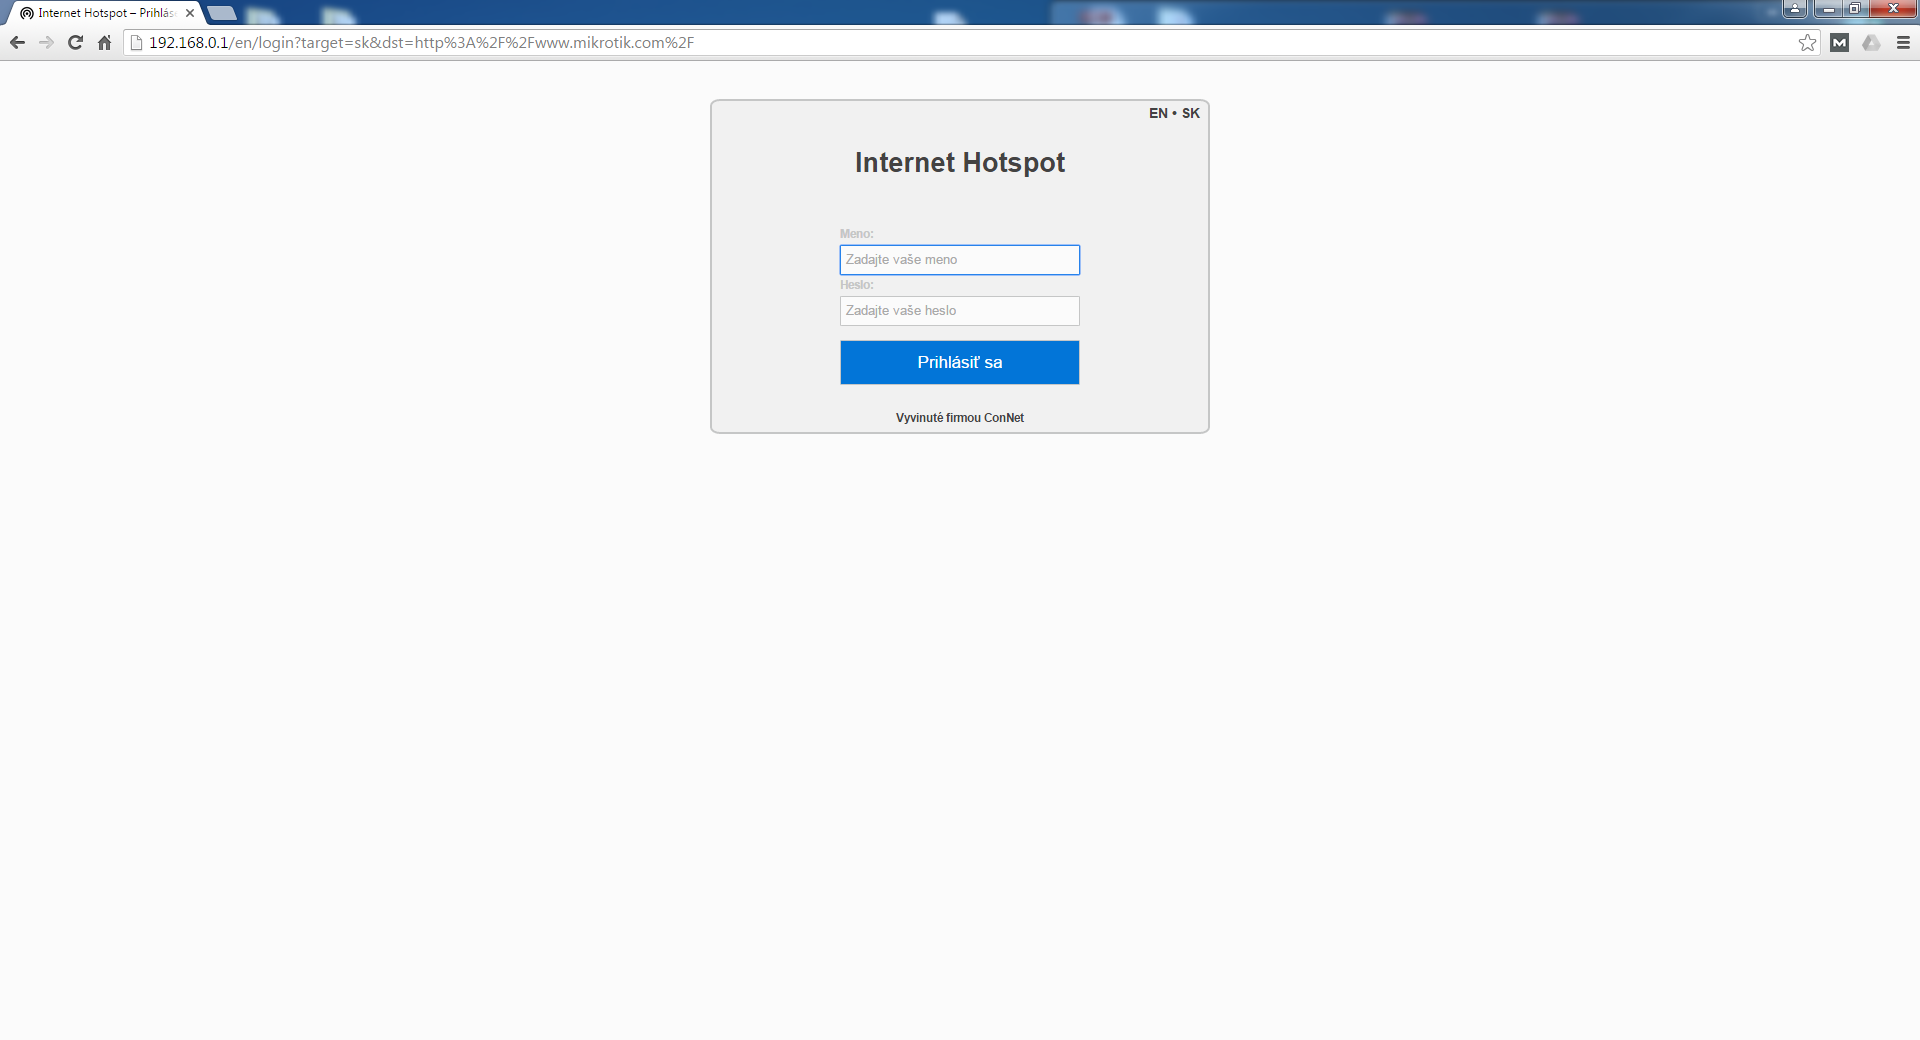 Internet Hotspot – Prihlás
192.168.0.1/en/login?target=sk&dst=http%3A%2F%2Fwww.mikrotik.com%2F
EN • SK
Internet Hotspot
Meno:
Zadajte vaše meno
Heslo:
Zadajte vaše heslo
Prihlásiť sa
Vyvinuté firmou ConNet